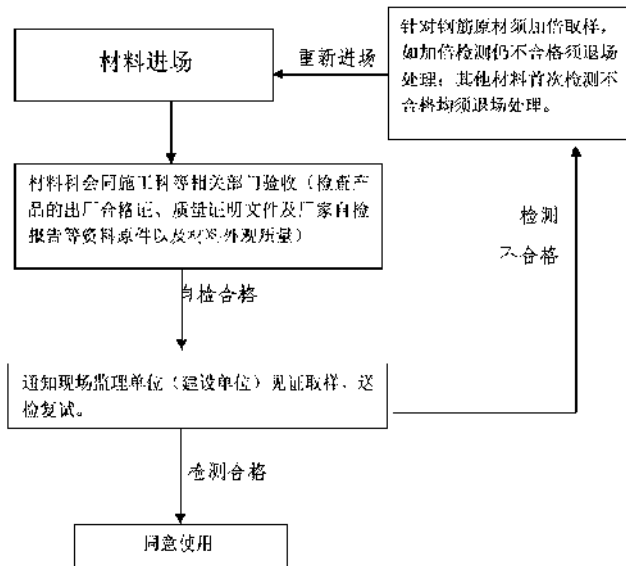 材料进场
重新进场
针对钢筋原材须加倍取样，
如加倍检测仍不合格须退场
处理；其他材料首次检测不
合格均须退场处理。
材料科会同施工科等相关部门验收（检查产
品的出厂合格证、质量证明文件及厂家自检
报告等资料原件以及材料外观质量）
检测
不合格
自检合格
通知现场监理单位（建设单位）见证取样，送
检复试。
检测合格
同意使用